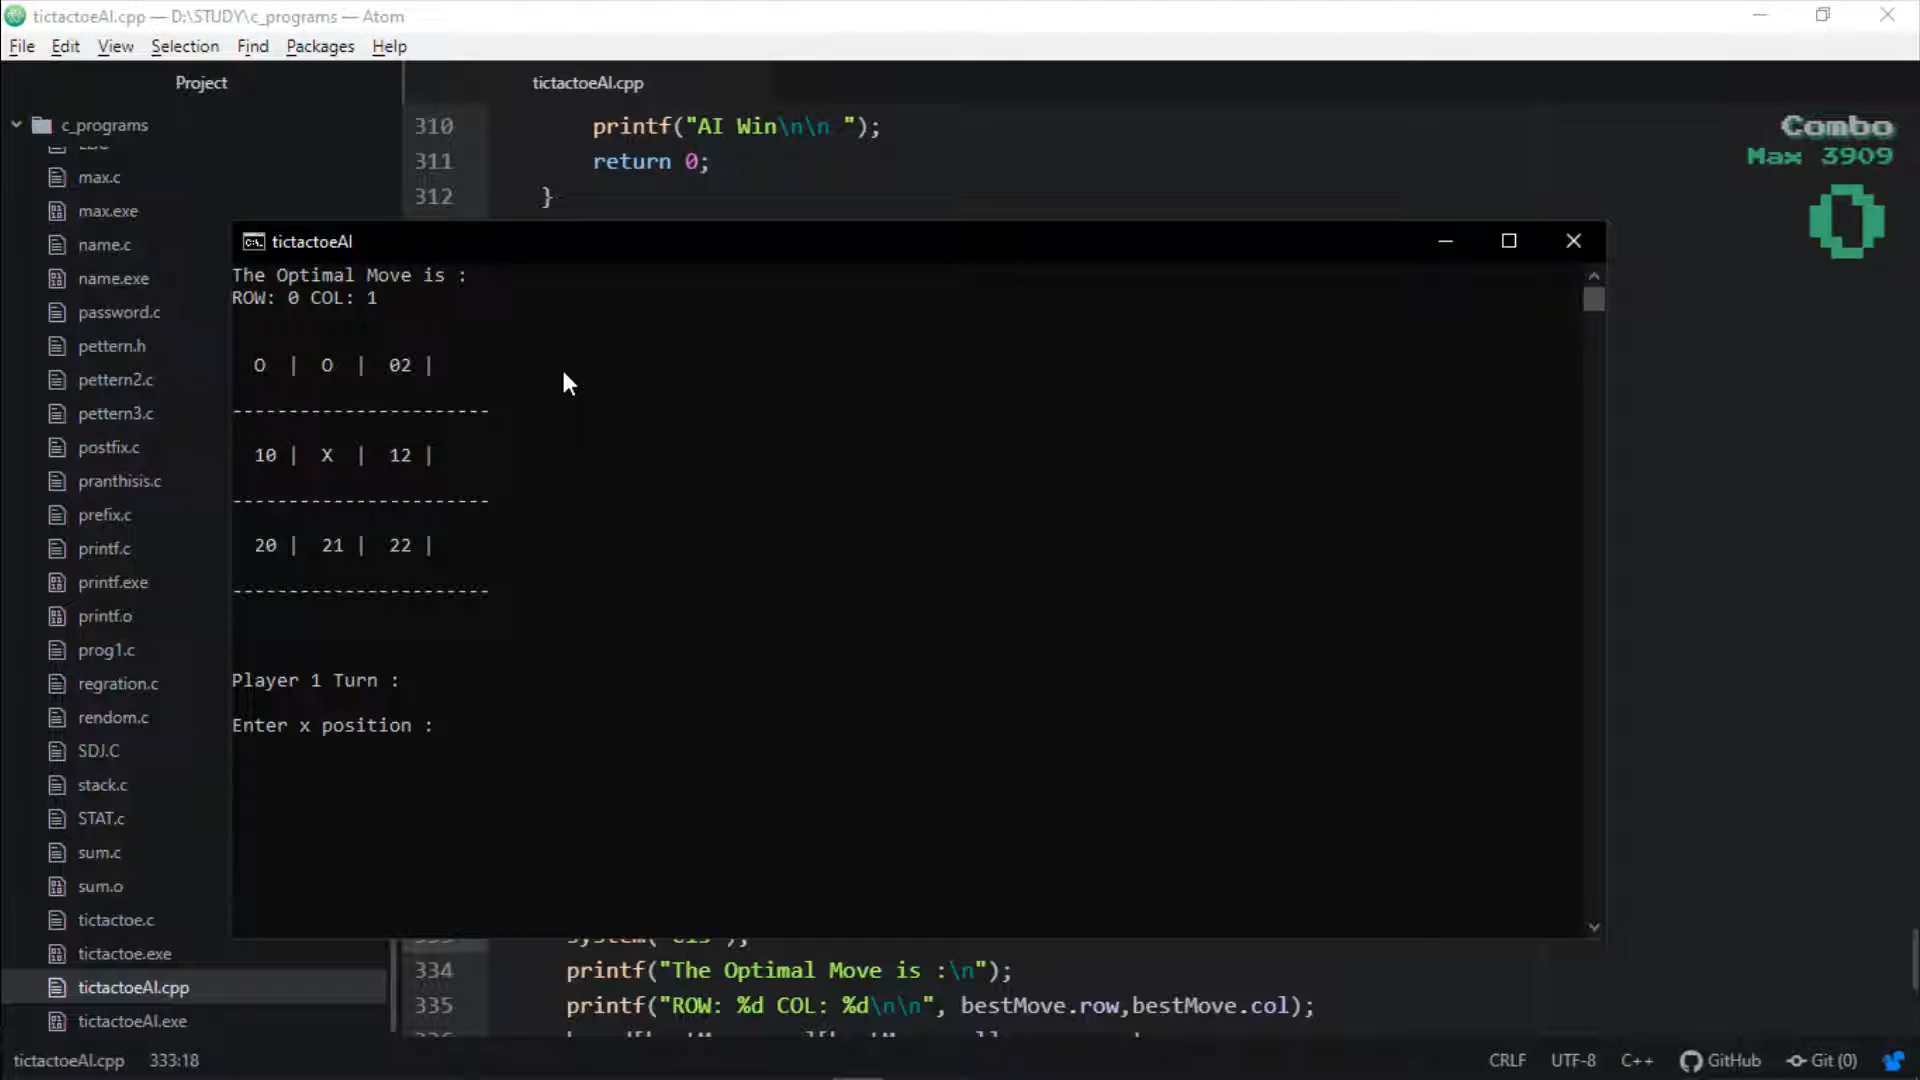 tictactoeAI.cpp — D:\STUDY\c_programs — Atom
File Edit View Selection Find Packages Help
Project
tictactoeAI.cpp
c_programs
max.c
max.exe
name.c
name.exe
password.c
pettern.h
pettern2.c
pettern3.c
postfix.c
pranthisis.c
prefix.c
printf.c
printf.exe
printf.o
prog1.c
regration.c
rendom.c
SDJ.C
stack.c
STAT.c
sum.c
sum.o
tictactoe.c
tictactoe.exe
tictactoeAI.cpp
tictactoeAI.exe
310 printf("AI Win\n\n ");
311 return 0;
312 }
Combo
Max 3909
0
tictactoeAI
The Optimal Move is :
ROW: 0 COL: 1
O | O | 02 |
-----------------------
10 | X | 12 |
-----------------------
20 | 21 | 22 |
-----------------------
Player 1 Turn :
Enter x position :
334 printf("The Optimal Move is :\n");
335 printf("ROW: %d COL: %d\n\n", bestMove.row,bestMove.col);
tictactoeAI.cpp 333:18
CRLF UTF-8 C++ GitHub Git (0)